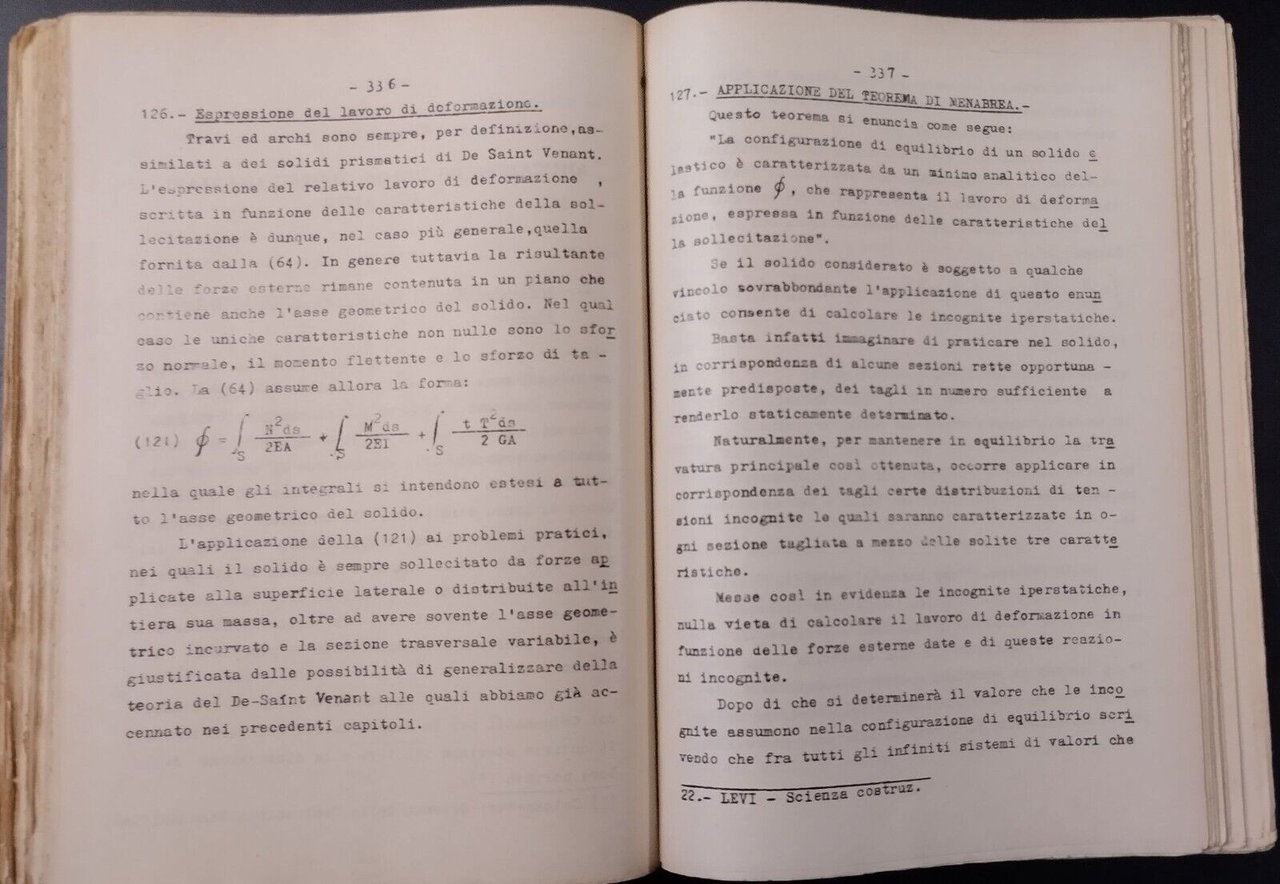 - 336 -
126.- Espressione del lavoro di deformazione.
Travi ed archi sono sempre, per definizione,as-
similati a dei solidi prismatici di De Saint Venant.
L'espressione del relativo lavoro di deformazione ,
scritta in funzione delle caratteristiche della sol-
lecitazione è dunque, nel caso più generale,quella
fornita dalla (64). In genere tuttavia la risultante
delle forze esterne rimane contenuta in un piano che
contiene anche l'asse geometrico del solido. Nel qual
caso le uniche caratteristiche non nulle sono lo sfor
zo normale, il momento flettente e lo sforzo di ta -
glio. La (64) assume allora la forma:
(121) ∮ = ∫S N²ds/2EA + ∫S M²ds/2EI + ∫S t T²ds/2 GA
nella quale gli integrali si intendono estesi a tut-
to l'asse geometrico del solido.
L'applicazione della (121) ai problemi pratici,
nei quali il solido è sempre sollecitato da forze ap
plicate alla superficie laterale o distribuite all'in
tiera sua massa, oltre ad avere sovente l'asse geome-
trico incurvato e la sezione trasversale variabile, è
giustificata dalle possibilità di generalizzare della
teoria del De-Saint Venant alle quali abbiamo già ac-
cennato nei precedenti capitoli.
- 337 -
127.- APPLICAZIONE DEL TEOREMA DI MENABREA.-
Questo teorema si enuncia come segue:
"La configurazione di equilibrio di un solido e
lastico è caratterizzata da un minimo analitico del-
la funzione ∮, che rappresenta il lavoro di deforma
zione, espressa in funzione delle caratteristiche del
la sollecitazione".
Se il solido considerato è soggetto a qualche
vincolo sovrabbondante l'applicazione di questo enun
ciato consente di calcolare le incognite iperstatiche.
Basta infatti immaginare di praticare nel solido,
in corrispondenza di alcune sezioni rette opportuna -
mente predisposte, dei tagli in numero sufficiente a
renderlo staticamente determinato.
Naturalmente, per mantenere in equilibrio la tra
vatura principale così ottenuta, occorre applicare in
corrispondenza dei tagli certe distribuzioni di ten -
sioni incognite le quali saranno caratterizzate in o-
gni sezione tagliata a mezzo delle solite tre caratte
ristiche.
Messe così in evidenza le incognite iperstatiche,
nulla vieta di calcolare il lavoro di deformazione in
funzione delle forze esterne date e di queste reazio-
ni incognite.
Dopo di che si determinerà il valore che le inco
gnite assumono nella configurazione di equilibrio scri
vendo che fra tutti gli infiniti sistemi di valori che
22.- LEVI - Scienza costruz.